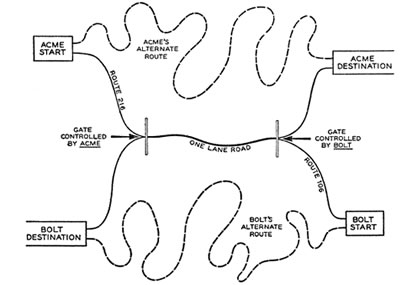 ACME
START
ACME'S
ALTERNATE
ROUTE
ACME
DESTINATION
ROUTE 216
GATE
CONTROLLED
BY ACME
ONE LANE ROAD
GATE
CONTROLLED
BY BOLT
ROUTE 106
BOLT
DESTINATION
BOLT'S
ALTERNATE
ROUTE
BOLT
START